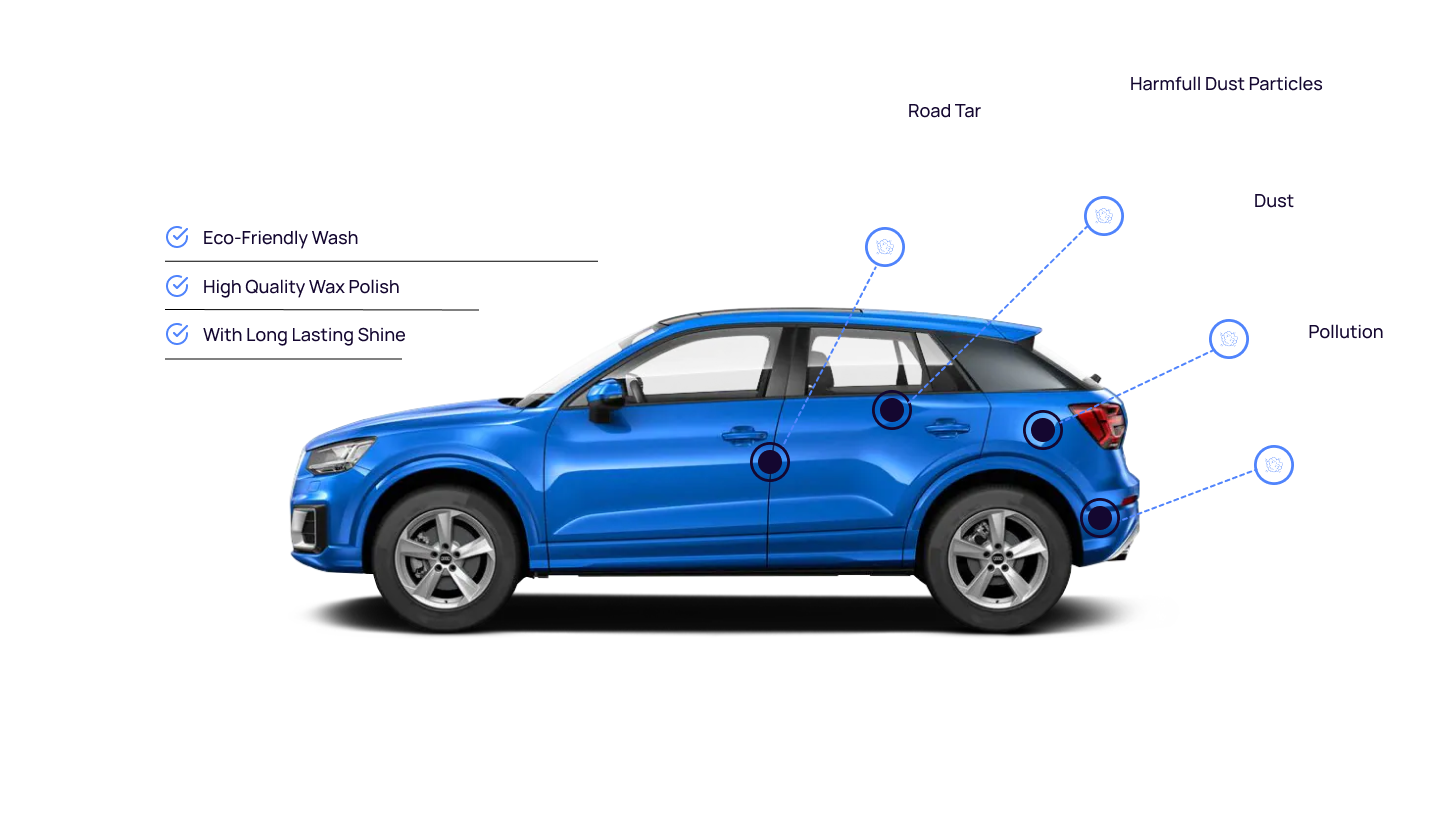 Harmfull Dust Particles
Road Tar
Dust
Eco-Friendly Wash
High Quality Wax Polish
With Long Lasting Shine
Pollution